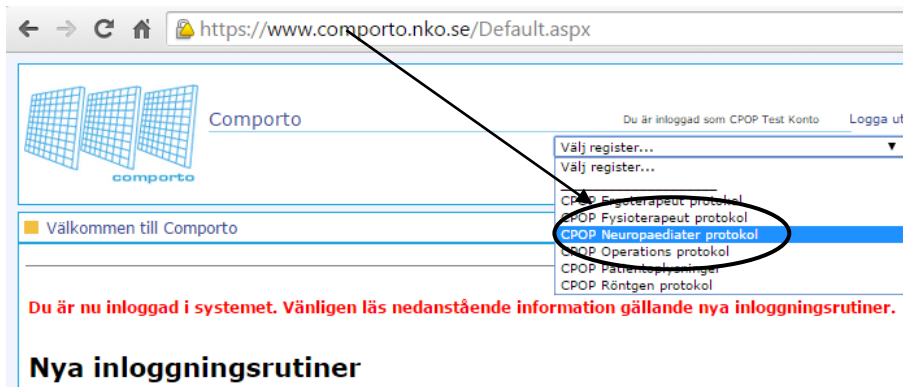 https://www.comporto.nko.se/Default.aspx
comporto
Comporto
Du är inloggad som CPOP Test Konto
Logga ut
Välj register...
Välj register...
CPOP Ergoterapeut protokol
CPOP Fysioterapeut protokol
CPOP Neuropaediater protokol
CPOP Operations protokol
CPOP Patientoplysninger
CPOP Röntgen protokol
Välkommen till Comporto
Du är nu inloggad i systemet. Vänligen läs nedanstående information gällande nya inloggningsrutiner.
Nya inloggningsrutiner